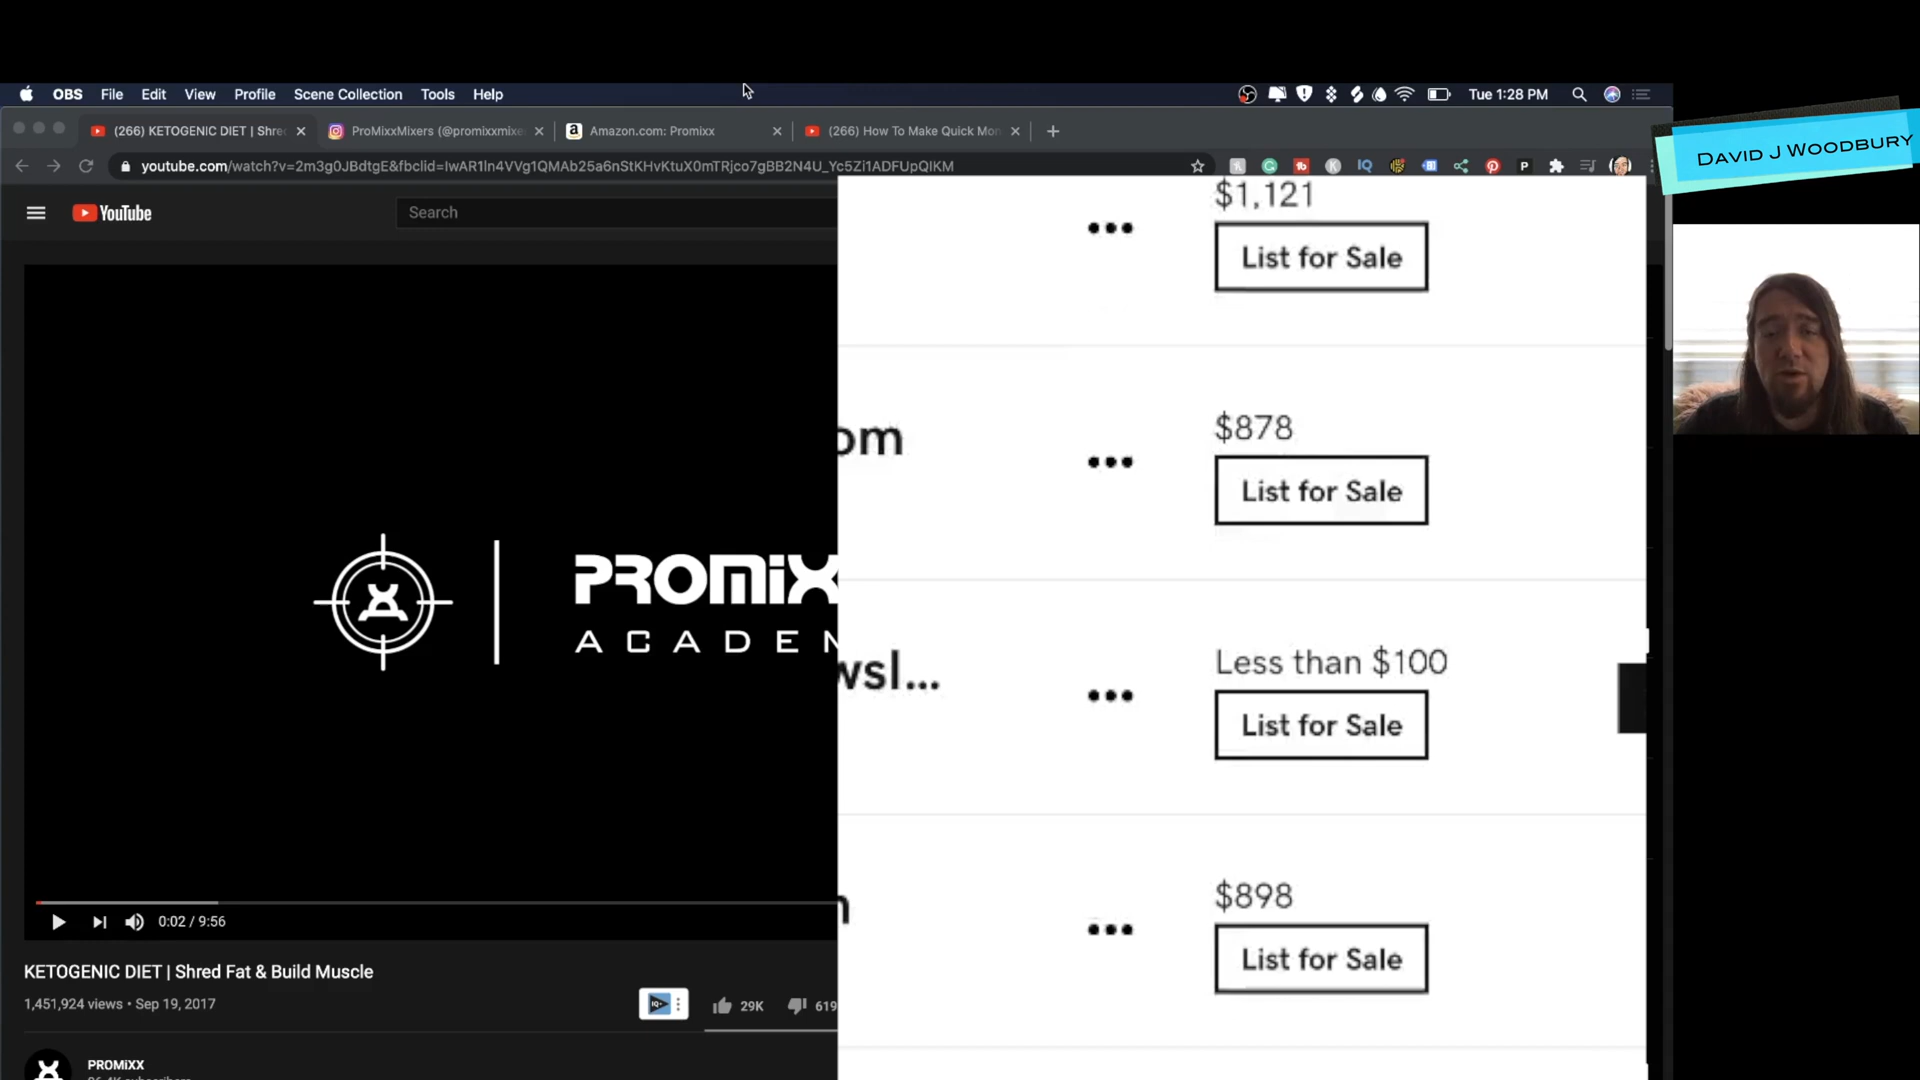 OBS File Edit View Profile Scene Collection Tools Help Tue 1:28 PM
(266) KETOGENIC DIET | Shre ProMixxMixers (@promixxmixe Amazon.com: Promixx (266) How To Make Quick Mon
youtube.com/watch?v=2m3g0JBdtgE&fbclid=IwAR1ln4VVg1QMAb25a6nStKHvKtuX0mTRjco7gBB2N4U_Yc5Zi1ADFUpQIKM
David J Woodbury
YouTube
Search
$1,121
List for Sale
om
$878
List for Sale
PROMiX
ACADEM
wsl...
Less than $100
List for Sale
$898
List for Sale
0:02 / 9:56
KETOGENIC DIET | Shred Fat & Build Muscle
1,451,924 views • Sep 19, 2017
IQ+
29K
619
PROMiXX